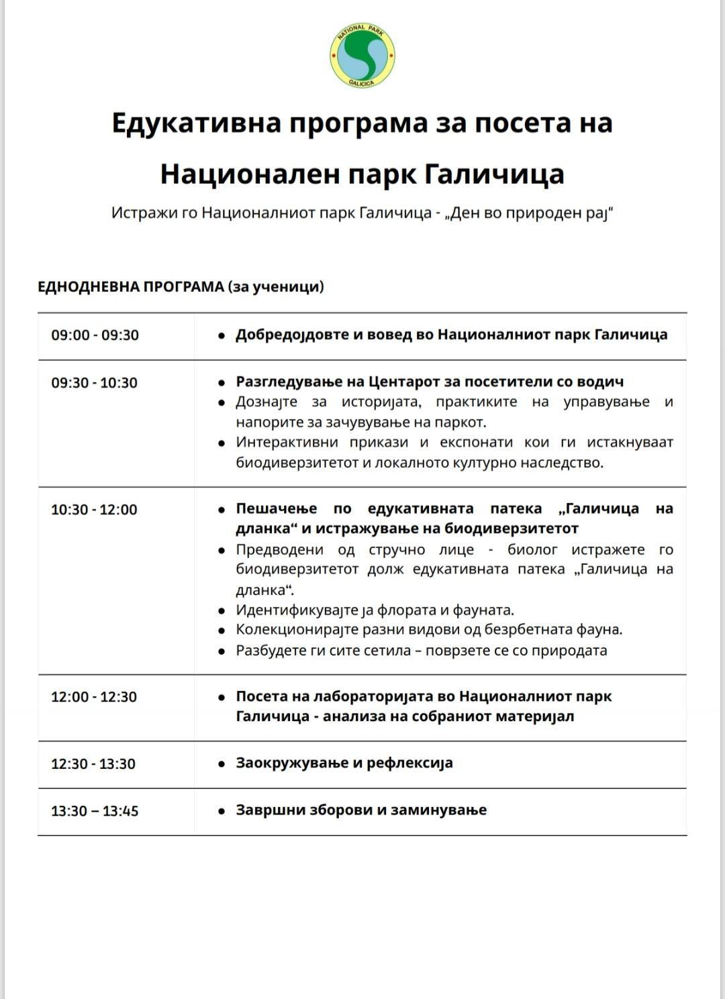 NATIONAL PARK
GALICICA
Едукативна програма за посета на
Национален парк Галичица
Истражи го Националниот парк Галичица - „Ден во природен рај“
ЕДНОДНЕВНА ПРОГРАМА (за ученици)
09:00 - 09:30
● Добредојдовте и вовед во Националниот парк Галичица
09:30 - 10:30
● Разгледување на Центарот за посетители со водич
● Дознајте за историјата, практиките на управување и
напорите за зачувување на паркот.
● Интерактивни прикази и експонати кои ги истакнуваат
биодиверзитетот и локалното културно наследство.
10:30 - 12:00
● Пешачење по едукативната патека „Галичица на
дланка“ и истражување на биодиверзитетот
● Предводени од стручно лице - биолог истражете го
биодиверзитетот долж едукативната патека „Галичица на
дланка“.
● Идентификувајте ја флората и фауната.
● Колекционирајте разни видови од безрбетната фауна.
● Разбудете ги сите сетила – поврзете се со природата
12:00 - 12:30
● Посета на лабораторијата во Националниот парк
Галичица - анализа на собраниот материјал
12:30 - 13:30
● Заокружување и рефлексија
13:30 – 13:45
● Завршни зборови и заминување